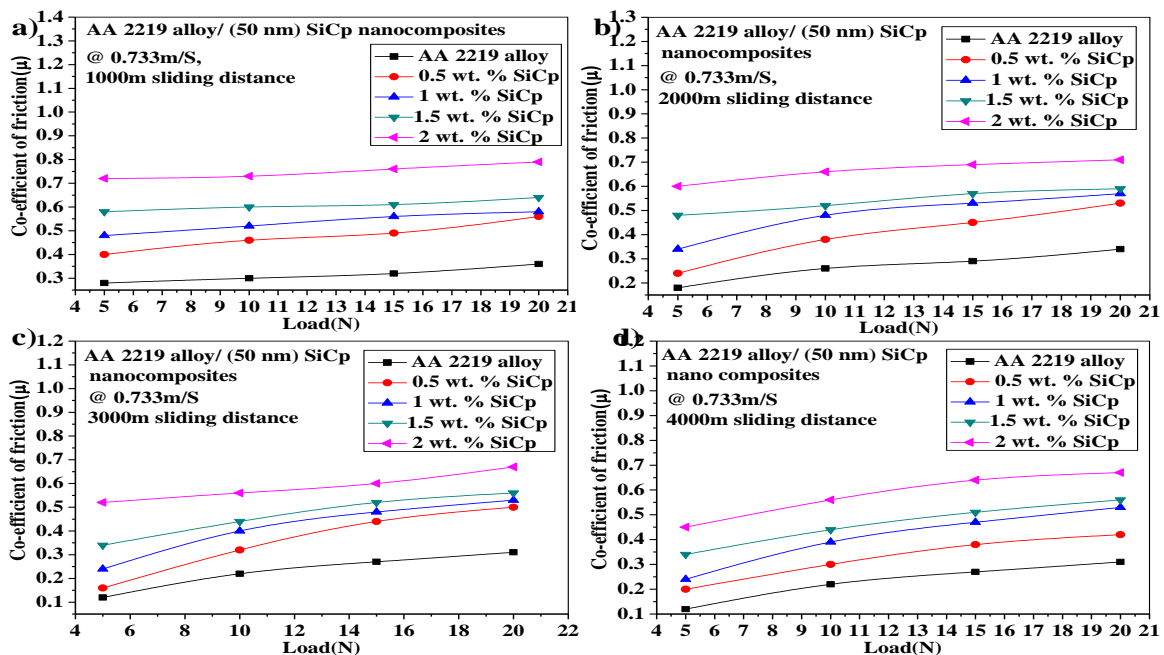 a)
AA 2219 alloy/ (50 nm) SiCp nanocomposites
@ 0.733m/S,
1000m sliding distance
AA 2219 alloy
0.5 wt. % SiCp
1 wt. % SiCp
1.5 wt. % SiCp
2 wt. % SiCp
Co-efficient of friction(μ)
1.4
1.3
1.2
1.1
1.0
0.9
0.8
0.7
0.6
0.5
0.4
0.3
4 5 6 7 8 9 10 11 12 13 14 15 16 17 18 19 20 21
Load(N)
b)
AA 2219 alloy/ (50 nm) SiCp
nanocomposites
@ 0.733m/S,
2000m sliding distance
AA 2219 alloy
0.5 wt. % SiCp
1 wt. % SiCp
1.5 wt. % SiCp
2 wt. % SiCp
Co-efficient of friction(μ)
1.3
1.2
1.1
1.0
0.9
0.8
0.7
0.6
0.5
0.4
0.3
0.2
4 5 6 7 8 9 10 11 12 13 14 15 16 17 18 19 20 21
Load(N)
c)
AA 2219 alloy/ (50 nm) SiCp
nanocomposites
@ 0.733m/S
3000m sliding distance
AA 2219 alloy
0.5 wt. % SiCp
1 wt. % SiCp
1.5 wt. % SiCp
2 wt. % SiCp
Co-efficient of friction(μ)
1.2
1.1
1.0
0.9
0.8
0.7
0.6
0.5
0.4
0.3
0.2
0.1
4 6 8 10 12 14 16 18 20 22
Load(N)
d)
AA 2219 alloy/ (50 nm) SiCp
nano composites
@ 0.733m/S
4000m sliding distance
AA 2219 alloy
0.5 wt. % SiCp
1 wt. % SiCp
1.5 wt. % SiCp
2 wt. % SiCp
Co-efficient of friction(μ)
1.2
1.1
1.0
0.9
0.8
0.7
0.6
0.5
0.4
0.3
0.2
0.1
4 5 6 7 8 9 10 11 12 13 14 15 16 17 18 19 20 21
Load(N)